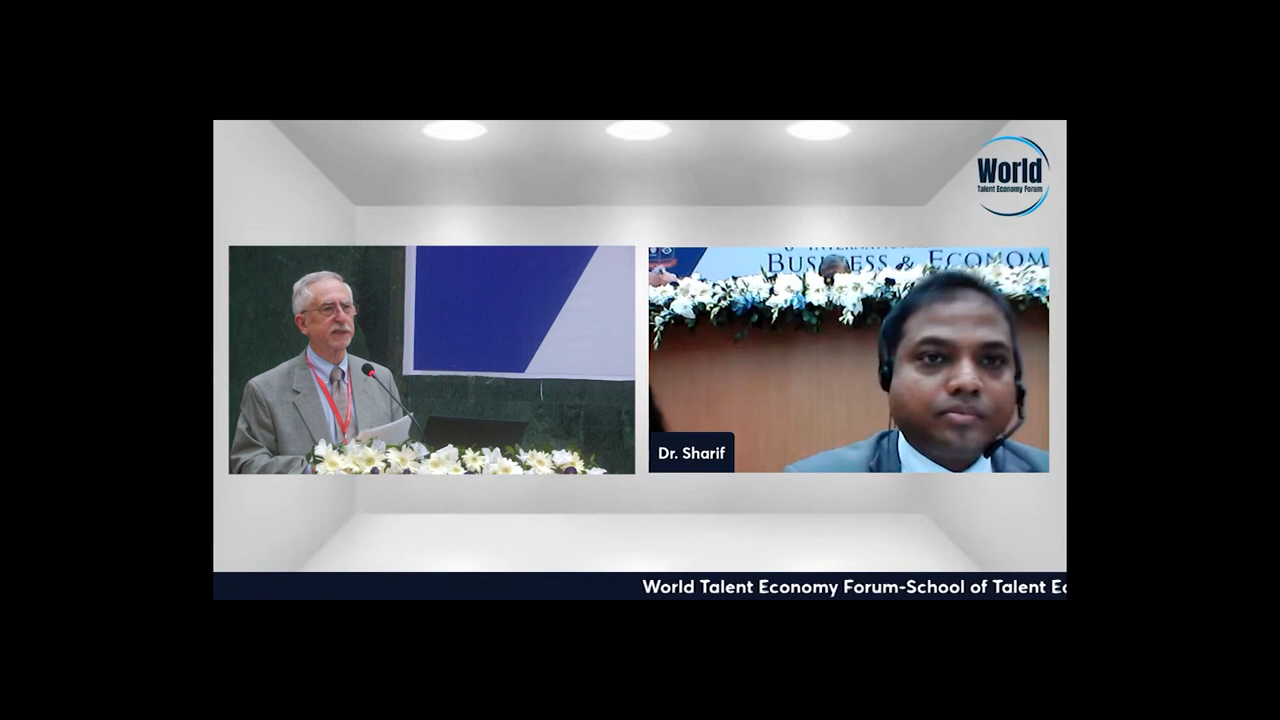 World
Talent Economy Forum
BUSINESS & ECONOM
Dr. Sharif
World Talent Economy Forum-School of Talent Ec